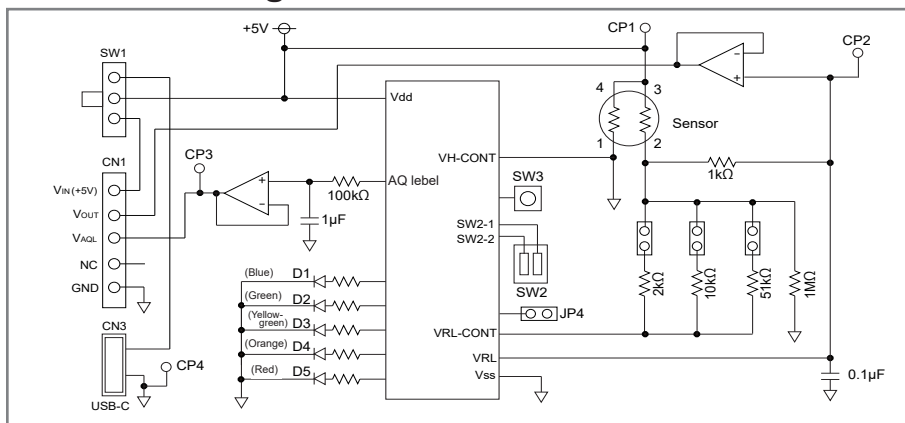 +5V
CP1
CP2
SW1
4
3
Vdd
Sensor
1
2
VH-CONT
CN1
CP3
AQ lebel
100kΩ
1kΩ
SW3
VIN (+5V)
VOUT
1µF
SW2-1
VAQL
SW2-2
NC
SW2
2kΩ
10kΩ
51kΩ
1MΩ
GND
(Blue) D1
(Green) D2
(Yellow-
green) D3
JP4
CN3
VRL-CONT
(Orange) D4
CP4
VRL
(Red) D5
Vss
0.1µF
USB-C